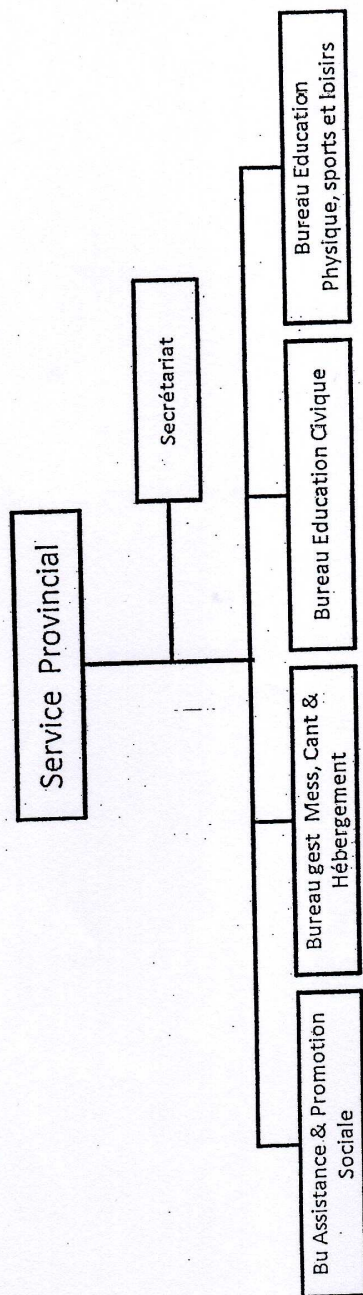 Service Provincial
Secrétariat
Bu Assistance & Promotion
Sociale
Bureau gest Mess, Cant &
Hébergement
Bureau Education Civique
Bureau Education
Physique, sports et loisirs